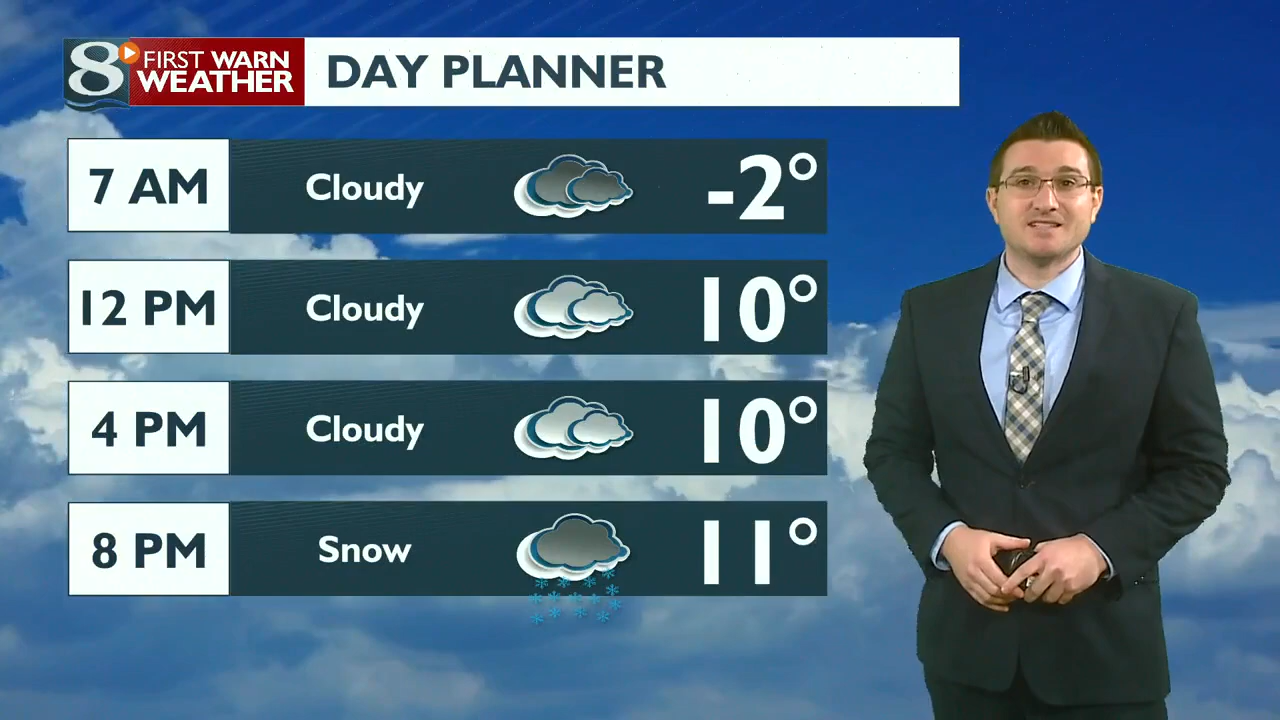 8 FIRST WARN
WEATHER
DAY PLANNER
7 AM Cloudy -2°
12 PM Cloudy 10°
4 PM Cloudy 10°
8 PM Snow 11°